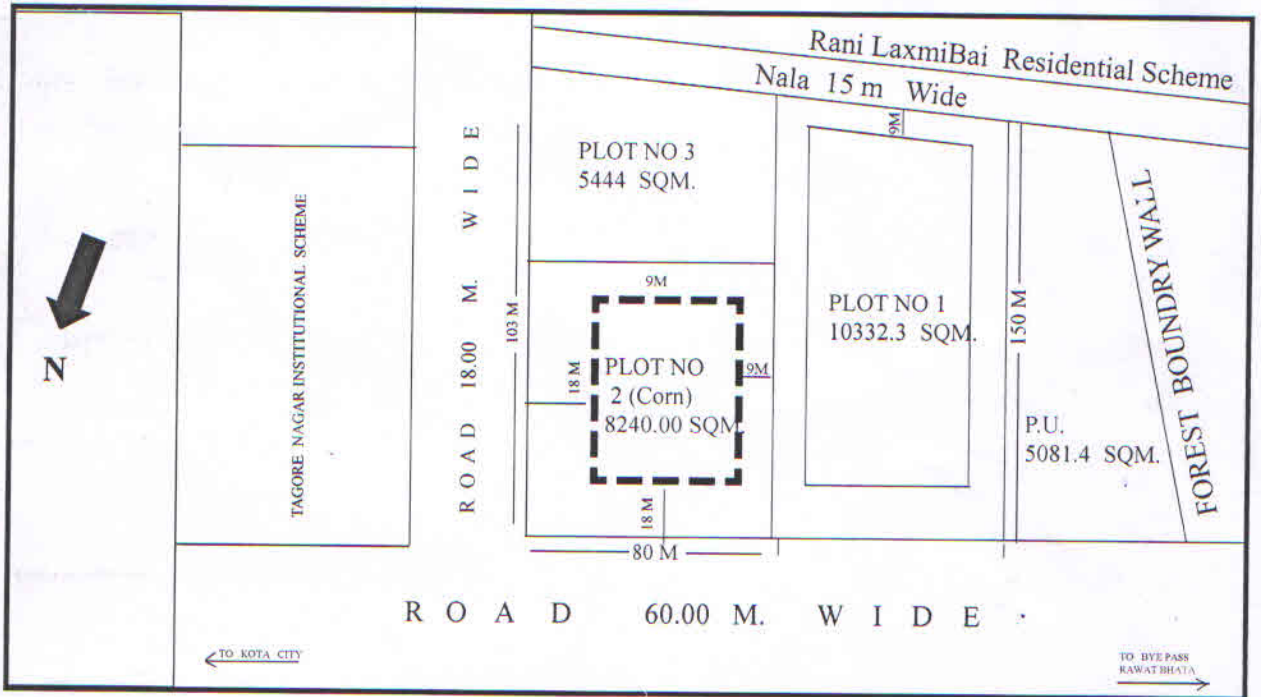 Rani LaxmiBai Residential Scheme
Nala 15 m Wide
9M
PLOT NO 3
5444 SQM.
ROAD 18.00 M. WIDE
TAGORE NAGAR INSTITUTIONAL SCHEME
N
103 M
9M
18 M
PLOT NO
2 (Corn)
8240.00 SQM.
9M
18 M
80 M
PLOT NO 1
10332.3 SQM.
150 M
P.U.
5081.4 SQM.
FOREST BOUNDRY WALL
ROAD 60.00 M. WIDE
TO KOTA CITY
TO BYE PASS
RAWAT BHATA